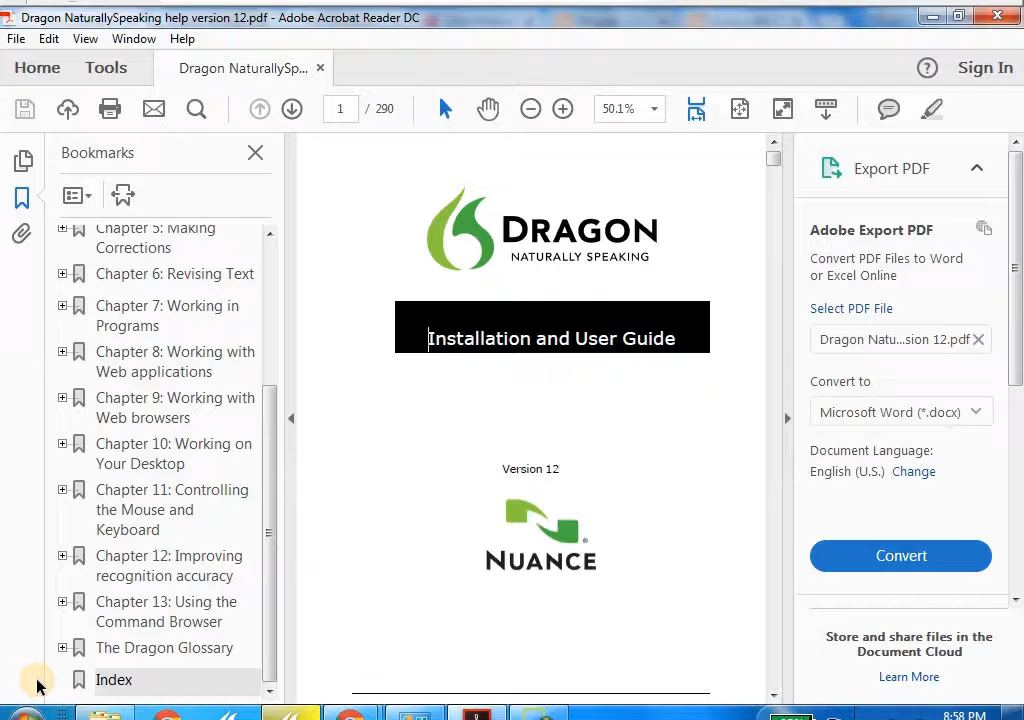 Dragon NaturallySpeaking help version 12.pdf - Adobe Acrobat Reader DC
File Edit View Window Help
Home Tools Dragon NaturallySp... × ? Sign In
1 / 290 50.1%
Bookmarks
Chapter 5: Making
Corrections
Chapter 6: Revising Text
Chapter 7: Working in
Programs
Chapter 8: Working with
Web applications
Chapter 9: Working with
Web browsers
Chapter 10: Working on
Your Desktop
Chapter 11: Controlling
the Mouse and
Keyboard
Chapter 12: Improving
recognition accuracy
Chapter 13: Using the
Command Browser
The Dragon Glossary
Index
DRAGON
NATURALLY SPEAKING
Installation and User Guide
Version 12
NUANCE®
Export PDF
Adobe Export PDF
Convert PDF Files to Word
or Excel Online
Select PDF File
Dragon Natu...sion 12.pdf
Convert to
Microsoft Word (*.docx)
Document Language:
English (U.S.) Change
Convert
Store and share files in the
Document Cloud
Learn More
8:58 PM